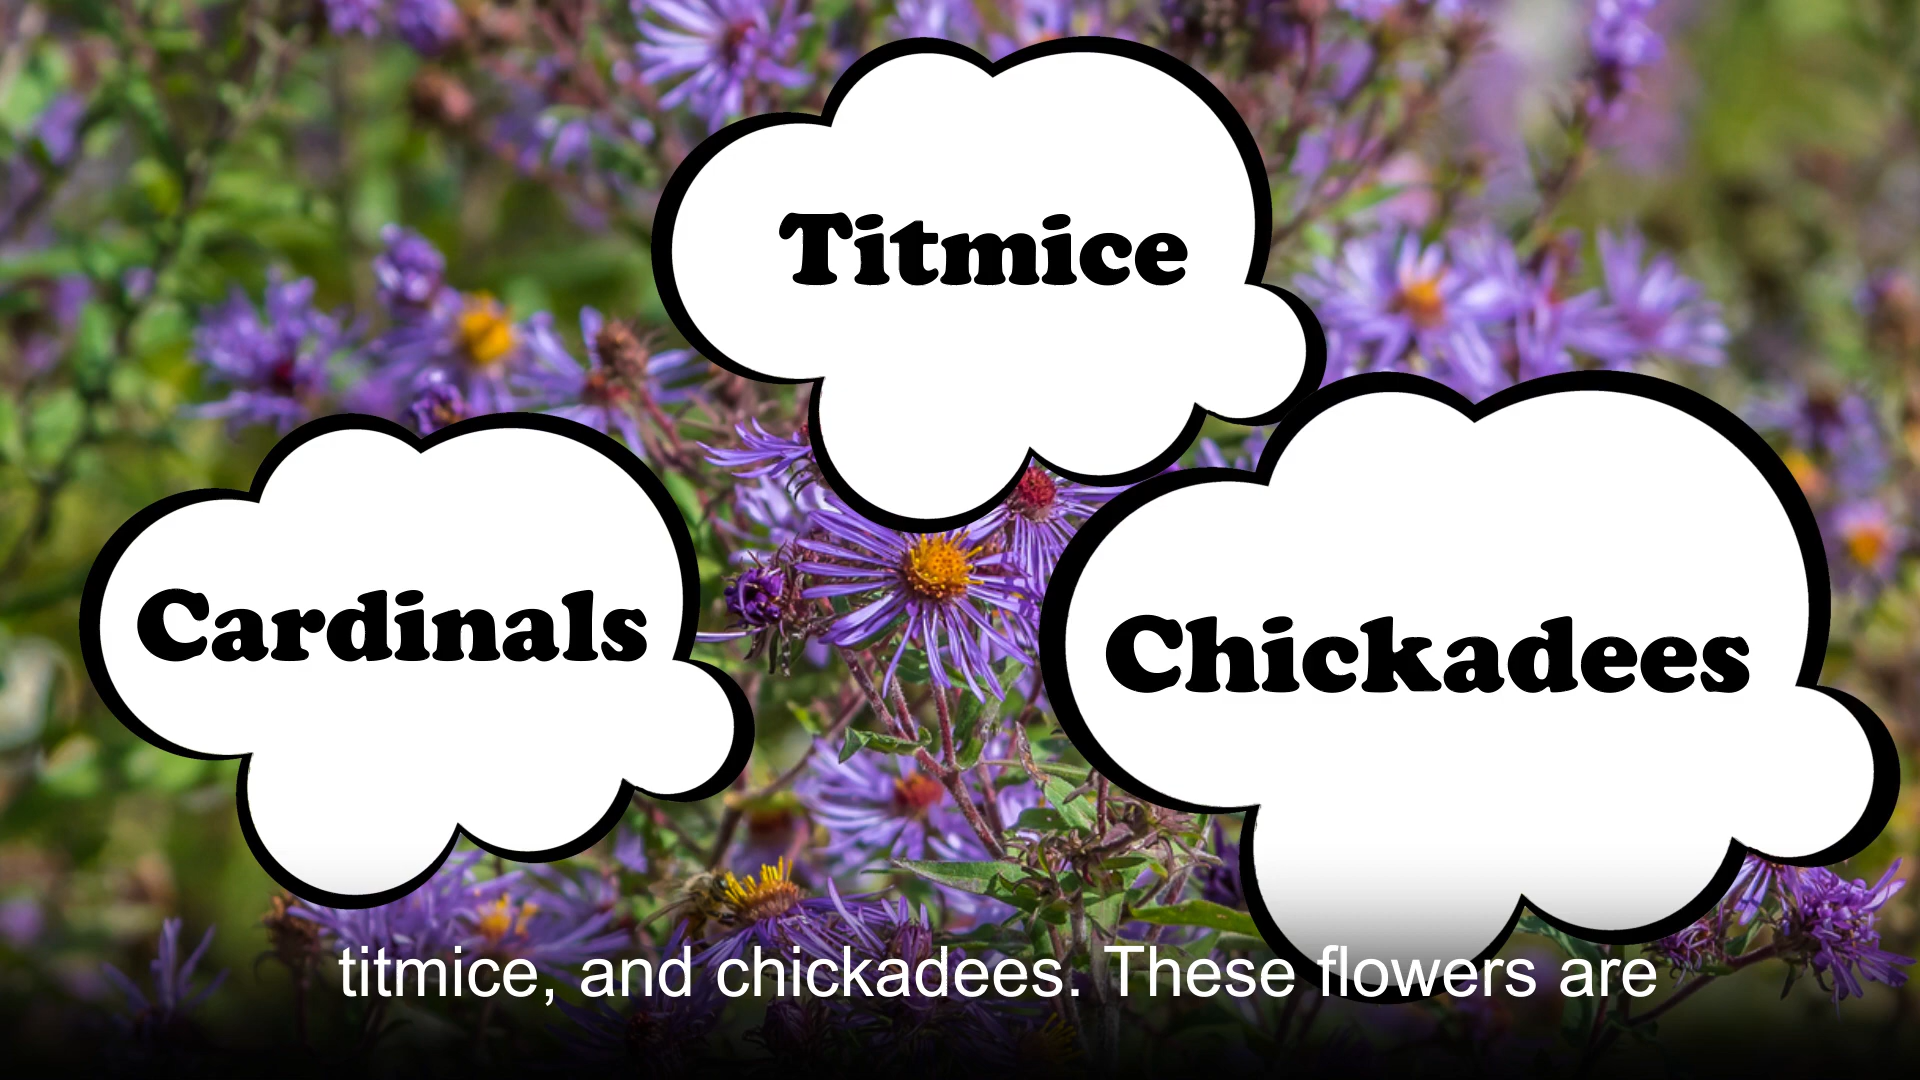 Titmice
Cardinals
Chickadees
titmice, and chickadees. These flowers are